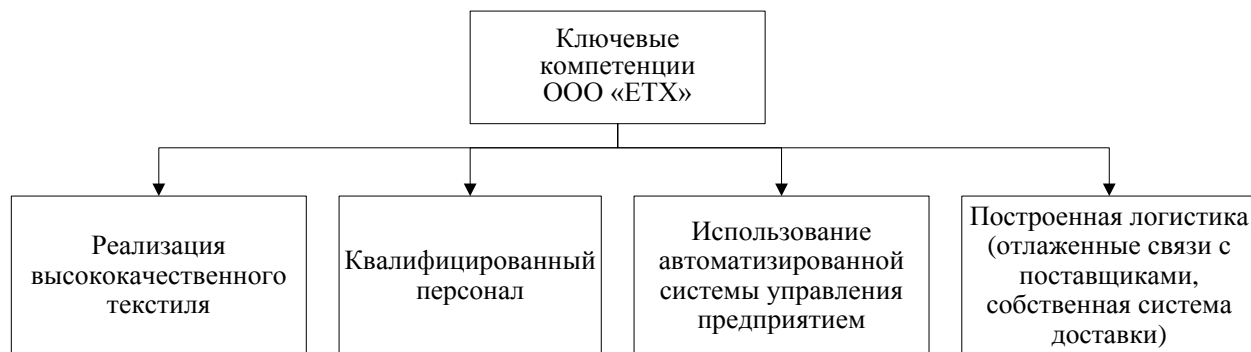 Ключевые
компетенции
ООО «ЕТХ»
Реализация
высококачественного
текстиля
Квалифицированный
персонал
Использование
автоматизированной
системы управления
предприятием
Построенная логистика
(отлаженные связи с
поставщиками,
собственная система
доставки)